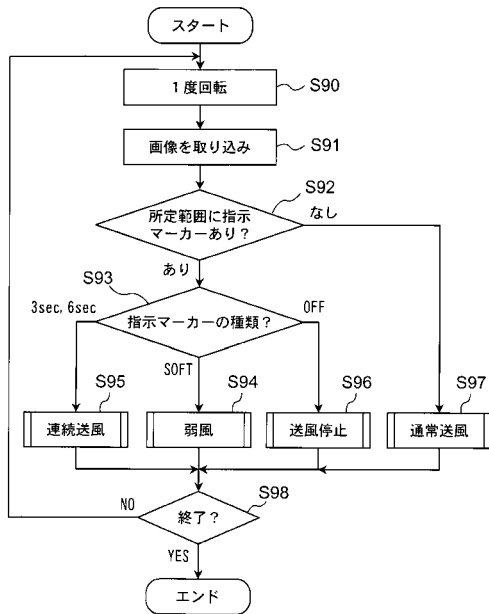 スタート
1度回転
S90
画像を取り込み
S91
S92
所定範囲に指示
マーカーあり?
なし
あり
S93
3sec, 6sec
指示マーカーの種類?
OFF
SOFT
S95
S94
S96
S97
連続送風
弱風
送風停止
通常送風
NO
S98
終了?
YES
エンド